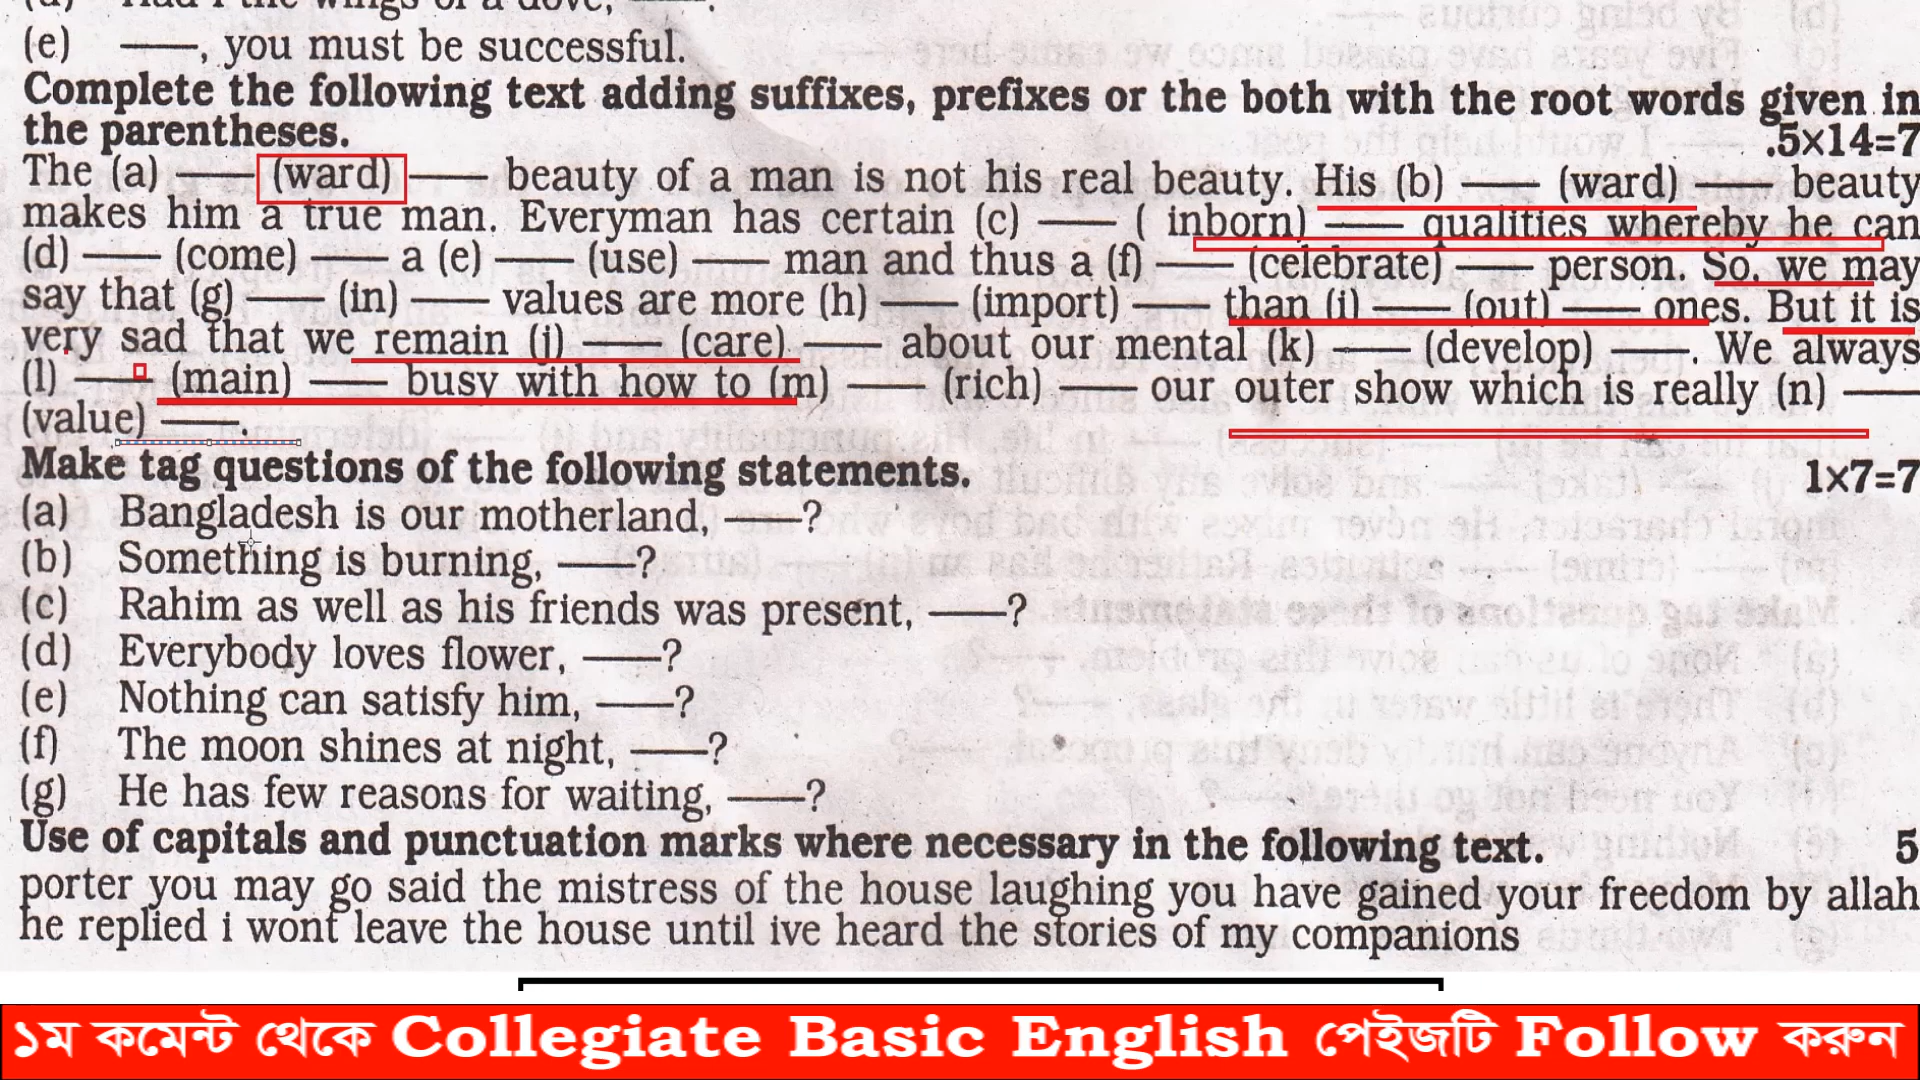 (e) ——, you must be successful.
Complete the following text adding suffixes, prefixes or the both with the root words given in
the parentheses. .5×14=7
The (a) —— (ward) —— beauty of a man is not his real beauty. His (b) —— (ward) —— beauty
makes him a true man. Everyman has certain (c) —— ( inborn) —— qualities whereby he can
(d) —— (come) —— a (e) —— (use) —— man and thus a (f) —— (celebrate) —— person. So, we may
say that (g) —— (in) —— values are more (h) —— (import) —— than (i) —— (out) —— ones. But it is
very sad that we remain (j) —— (care) —— about our mental (k) —— (develop) ——. We always
(l) —— (main) —— busy with how to (m) —— (rich) —— our outer show which is really (n) ——
(value) ——.
Make tag questions of the following statements. 1×7=7
(a) Bangladesh is our motherland, ——?
(b) Something is burning, ——?
(c) Rahim as well as his friends was present, ——?
(d) Everybody loves flower, ——?
(e) Nothing can satisfy him, ——?
(f) The moon shines at night, ——?
(g) He has few reasons for waiting, ——?
Use of capitals and punctuation marks where necessary in the following text. 5
porter you may go said the mistress of the house laughing you have gained your freedom by allah
he replied i wont leave the house until ive heard the stories of my companions
১ম কমেন্ট থেকে Collegiate Basic English পেইজটি Follow করুন